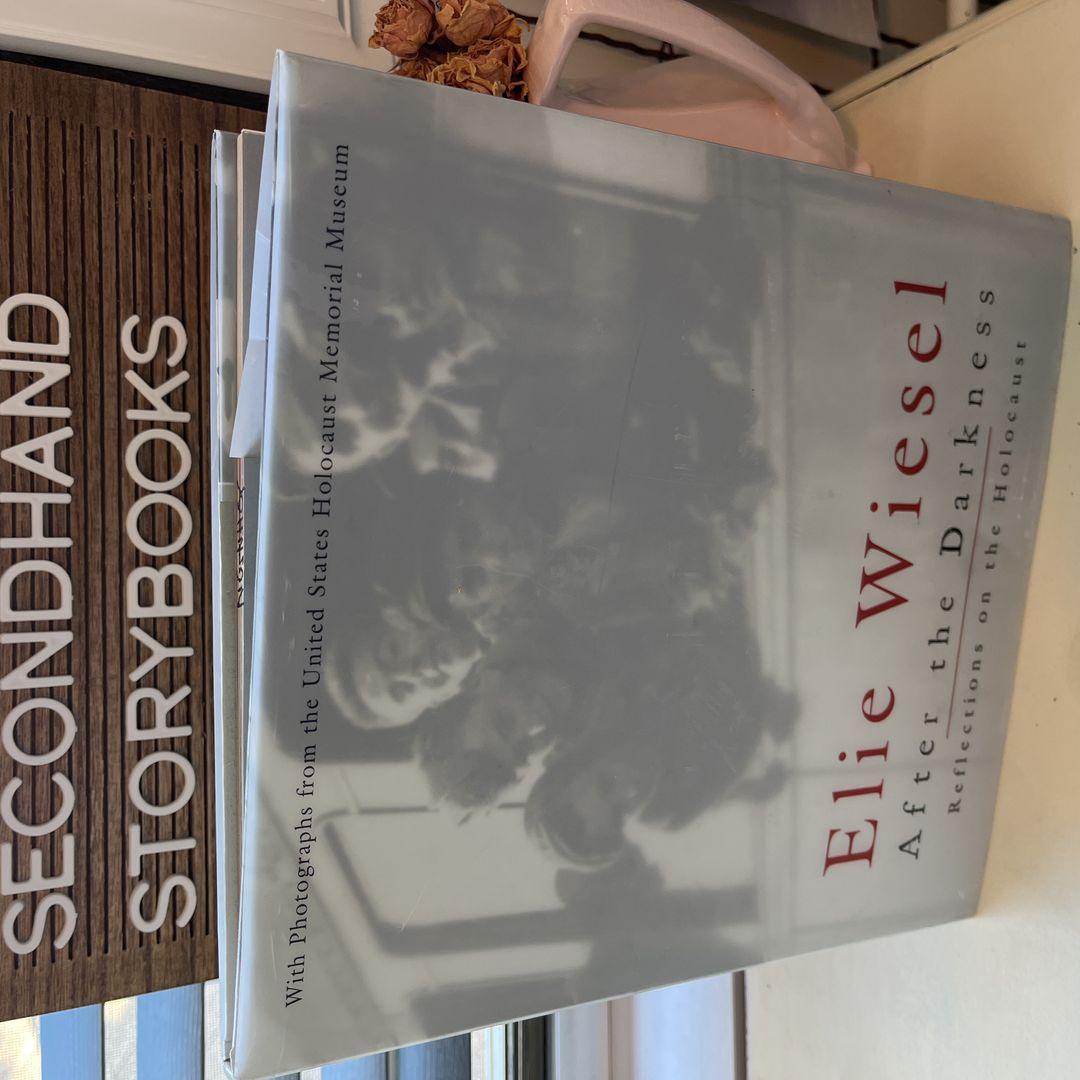 SECONDHAND
STORYBOOKS
With Photographs from the United States Holocaust Memorial Museum
Elie Wiesel
After the Darkness
Reflections on the Holocaust